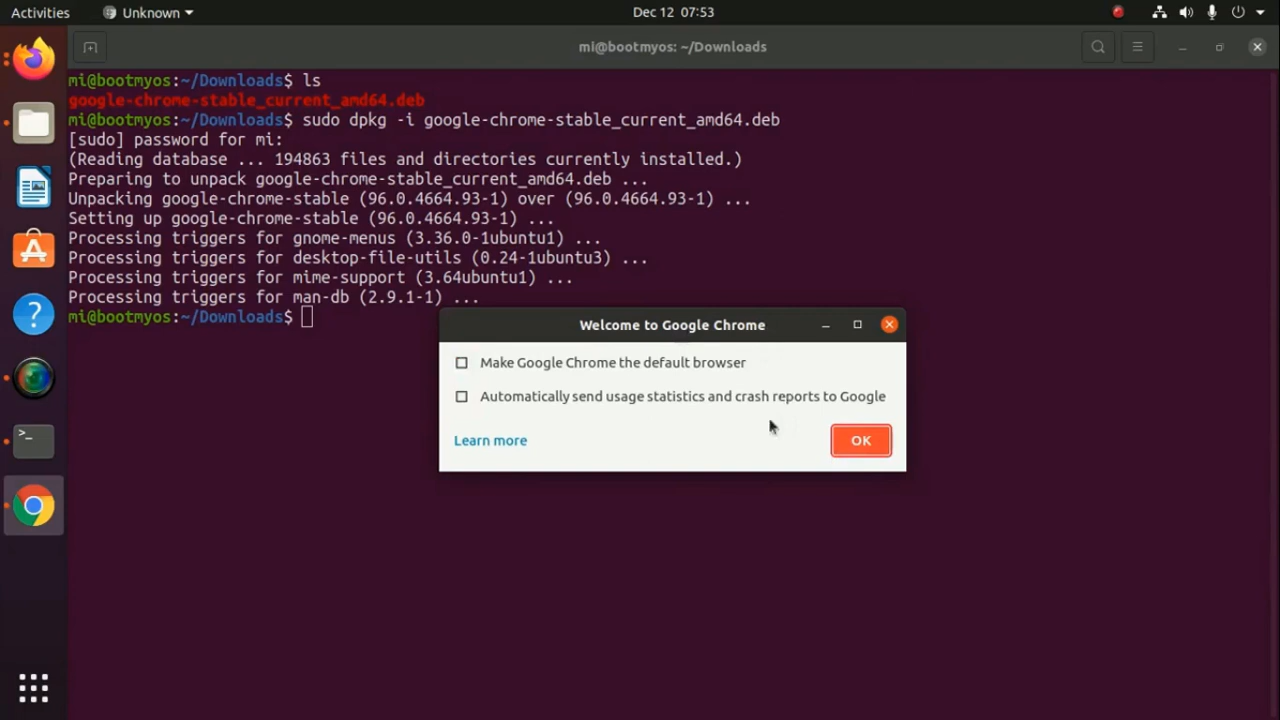 Activities
Unknown
Dec 12 07:53
mi@bootmyos: ~/Downloads
mi@bootmyos:~/Downloads$ ls
google-chrome-stable_current_amd64.deb
mi@bootmyos:~/Downloads$ sudo dpkg -i google-chrome-stable_current_amd64.deb
[sudo] password for mi:
(Reading database ... 194863 files and directories currently installed.)
Preparing to unpack google-chrome-stable_current_amd64.deb ...
Unpacking google-chrome-stable (96.0.4664.93-1) over (96.0.4664.93-1) ...
Setting up google-chrome-stable (96.0.4664.93-1) ...
Processing triggers for gnome-menus (3.36.0-1ubuntu1) ...
Processing triggers for desktop-file-utils (0.24-1ubuntu3) ...
Processing triggers for mime-support (3.64ubuntu1) ...
Processing triggers for man-db (2.9.1-1) ...
mi@bootmyos:~/Downloads$
Welcome to Google Chrome
Make Google Chrome the default browser
Automatically send usage statistics and crash reports to Google
Learn more
OK